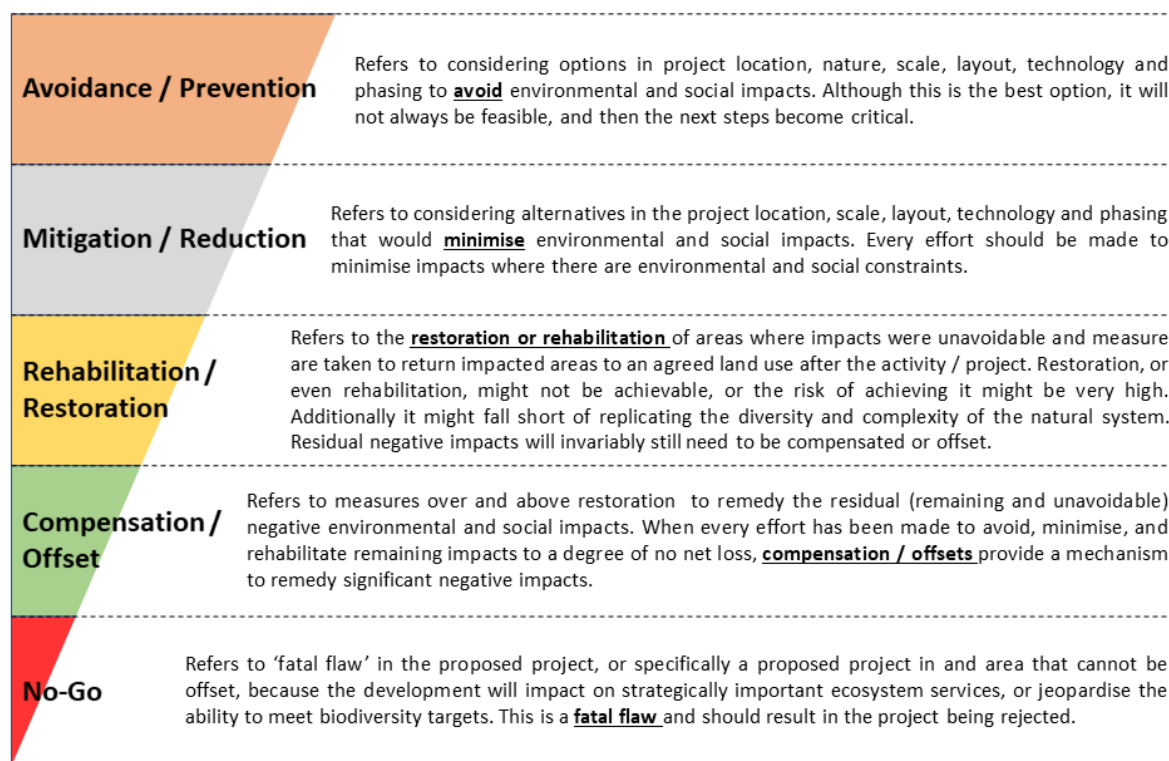 Avoidance / Prevention
Refers to considering options in project location, nature, scale, layout, technology and
phasing to avoid environmental and social impacts. Although this is the best option, it will
not always be feasible, and then the next steps become critical.
Mitigation / Reduction
Refers to considering alternatives in the project location, scale, layout, technology and phasing
that would minimise environmental and social impacts. Every effort should be made to
minimise impacts where there are environmental and social constraints.
Rehabilitation /
Restoration
Refers to the restoration or rehabilitation of areas where impacts were unavoidable and measure
are taken to return impacted areas to an agreed land use after the activity / project. Restoration, or
even rehabilitation, might not be achievable, or the risk of achieving it might be very high.
Additionally it might fall short of replicating the diversity and complexity of the natural system.
Residual negative impacts will invariably still need to be compensated or offset.
Compensation /
Offset
Refers to measures over and above restoration to remedy the residual (remaining and unavoidable)
negative environmental and social impacts. When every effort has been made to avoid, minimise, and
rehabilitate remaining impacts to a degree of no net loss, compensation / offsets provide a mechanism
to remedy significant negative impacts.
No-Go
Refers to ‘fatal flaw’ in the proposed project, or specifically a proposed project in and area that cannot be
offset, because the development will impact on strategically important ecosystem services, or jeopardise the
ability to meet biodiversity targets. This is a fatal flaw and should result in the project being rejected.